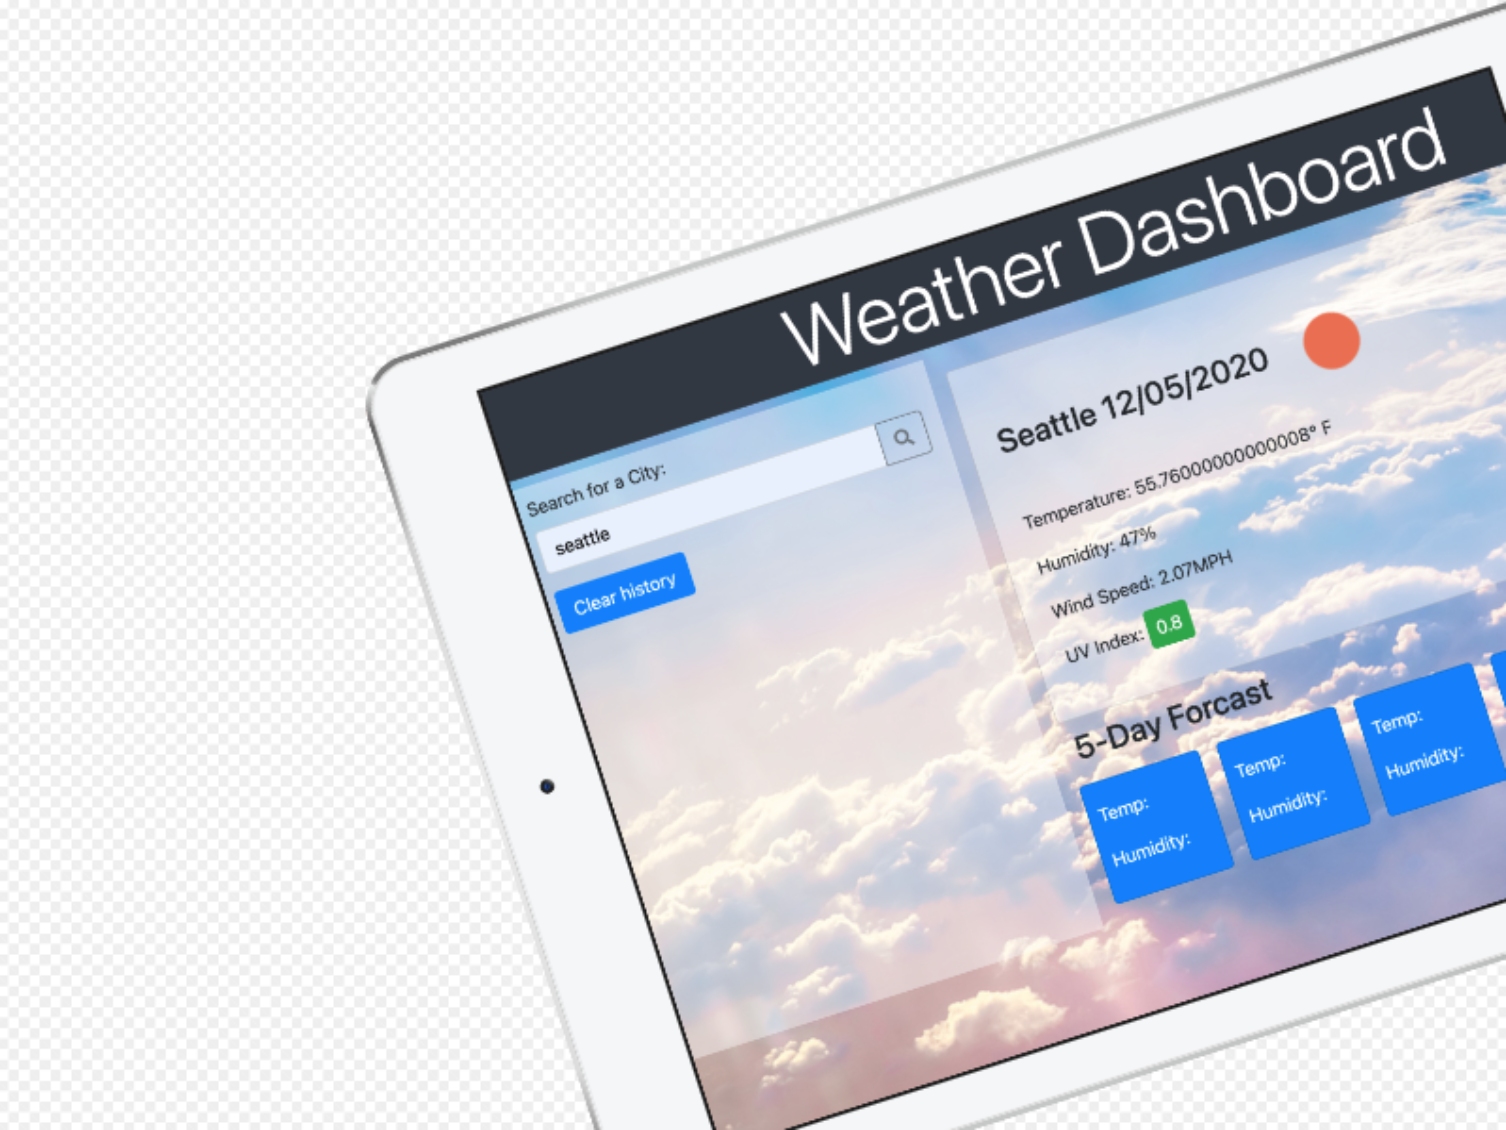 Weather Dashboard
Search for a City:
seattle
Clear history
Seattle 12/05/2020
Temperature: 55.76000000000008° F
Humidity: 47%
Wind Speed: 2.07MPH
UV Index: 0.8
5-Day Forcast
Temp:
Humidity:
Temp:
Humidity:
Temp:
Humidity: